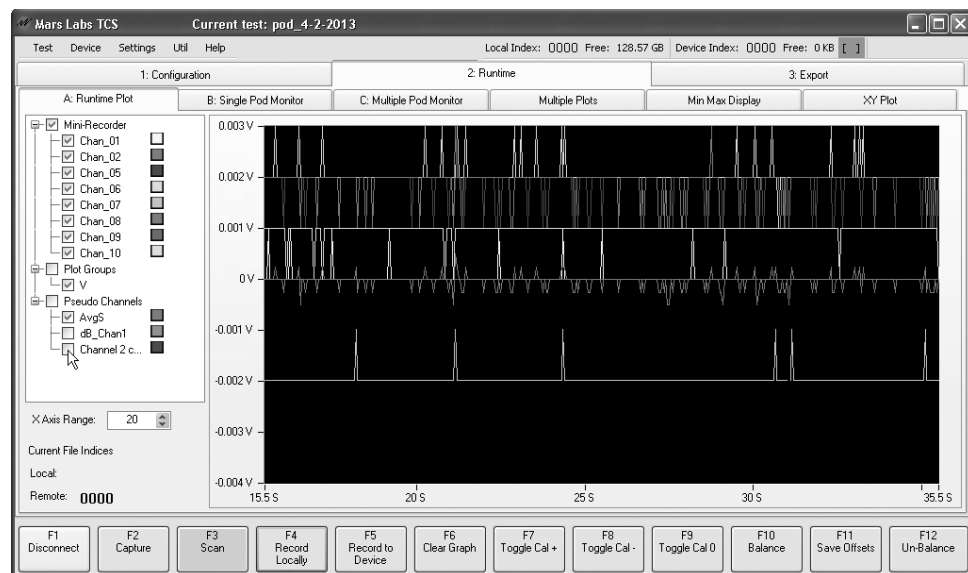 Mars Labs TCS Current test: pod_4-2-2013
Test Device Settings Util Help Local Index: 0000 Free: 128.57 GB Device Index: 0000 Free: 0 KB [ ]
1: Configuration 2: Runtime 3: Export
A: Runtime Plot B: Single Pod Monitor C: Multiple Pod Monitor Multiple Plots Min Max Display XY Plot
Mini-Recorder
Chan_01
Chan_02
Chan_05
Chan_06
Chan_07
Chan_08
Chan_09
Chan_10
Plot Groups
V
Pseudo Channels
AvgS
dB_Chan1
Channel 2 c...
X Axis Range: 20
Current File Indices
Local:
Remote: 0000
0.003 V
0.002 V
0.001 V
0 V
-0.001 V
-0.002 V
-0.003 V
-0.004 V
15.5 S 20 S 25 S 30 S 35.5 S
F1 F2 F3 F4 F5 F6 F7 F8 F9 F10 F11 F12
Disconnect Capture Scan Record Record to Clear Graph Toggle Cal + Toggle Cal - Toggle Cal 0 Balance Save Offsets Un-Balance
Locally Device